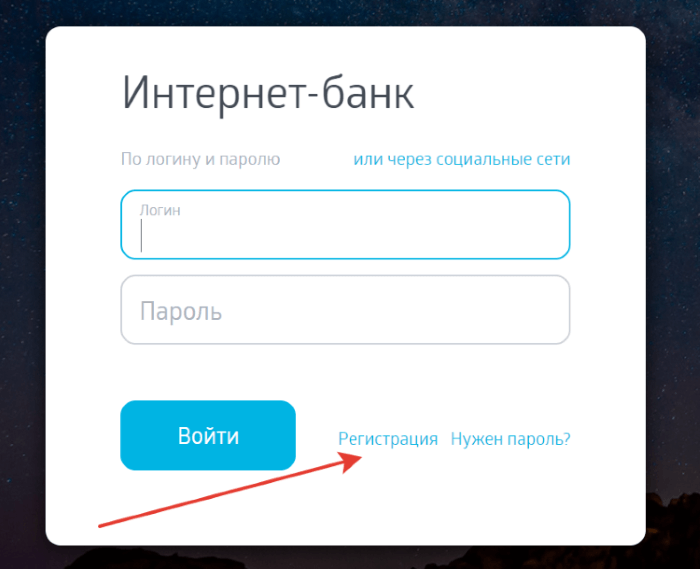 Интернет-банк
По логину и паролю или через социальные сети
Логин
Пароль
Войти Регистрация Нужен пароль?